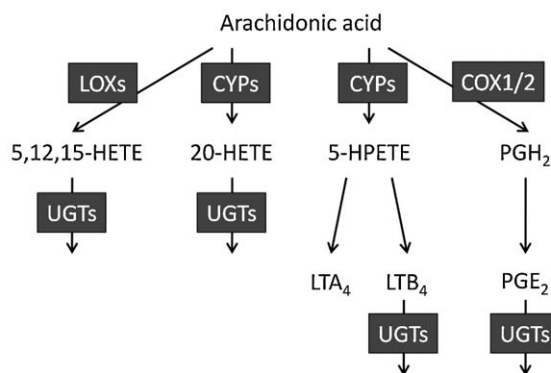 Arachidonic acid
LOXs CYPs CYPs COX1/2
5,12,15-HETE 20-HETE 5-HPETE PGH₂
UGTs UGTs
LTA₄ LTB₄ PGE₂
UGTs UGTs